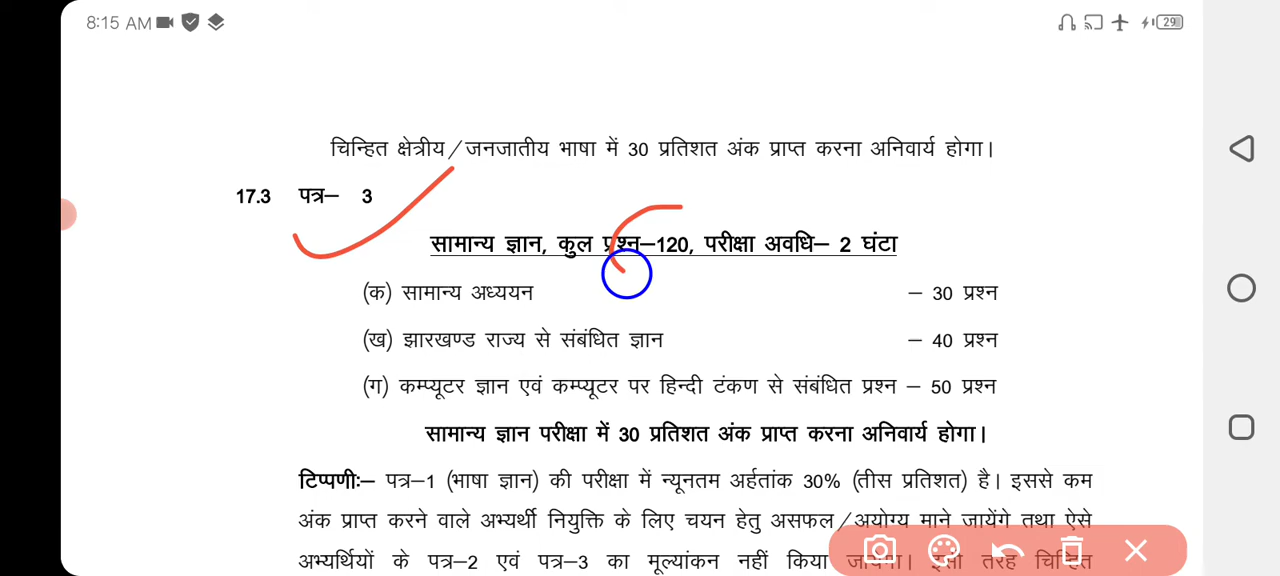 8:15 AM 29
चिन्हित क्षेत्रीय/जनजातीय भाषा में 30 प्रतिशत अंक प्राप्त करना अनिवार्य होगा।
17.3 पत्र– 3
सामान्य ज्ञान, कुल प्रश्न–120, परीक्षा अवधि– 2 घंटा
(क) सामान्य अध्ययन – 30 प्रश्न
(ख) झारखण्ड राज्य से संबंधित ज्ञान – 40 प्रश्न
(ग) कम्प्यूटर ज्ञान एवं कम्प्यूटर पर हिन्दी टंकण से संबंधित प्रश्न – 50 प्रश्न
सामान्य ज्ञान परीक्षा में 30 प्रतिशत अंक प्राप्त करना अनिवार्य होगा।
टिप्पणीः– पत्र–1 (भाषा ज्ञान) की परीक्षा में न्यूनतम अर्हतांक 30% (तीस प्रतिशत) है। इससे कम
अंक प्राप्त करने वाले अभ्यर्थी नियुक्ति के लिए चयन हेतु असफल/अयोग्य माने जायेंगे तथा ऐसे
अभ्यर्थियों के पत्र–2 एवं पत्र–3 का मूल्यांकन नहीं किया जायेगा। इसी तरह चिन्हित